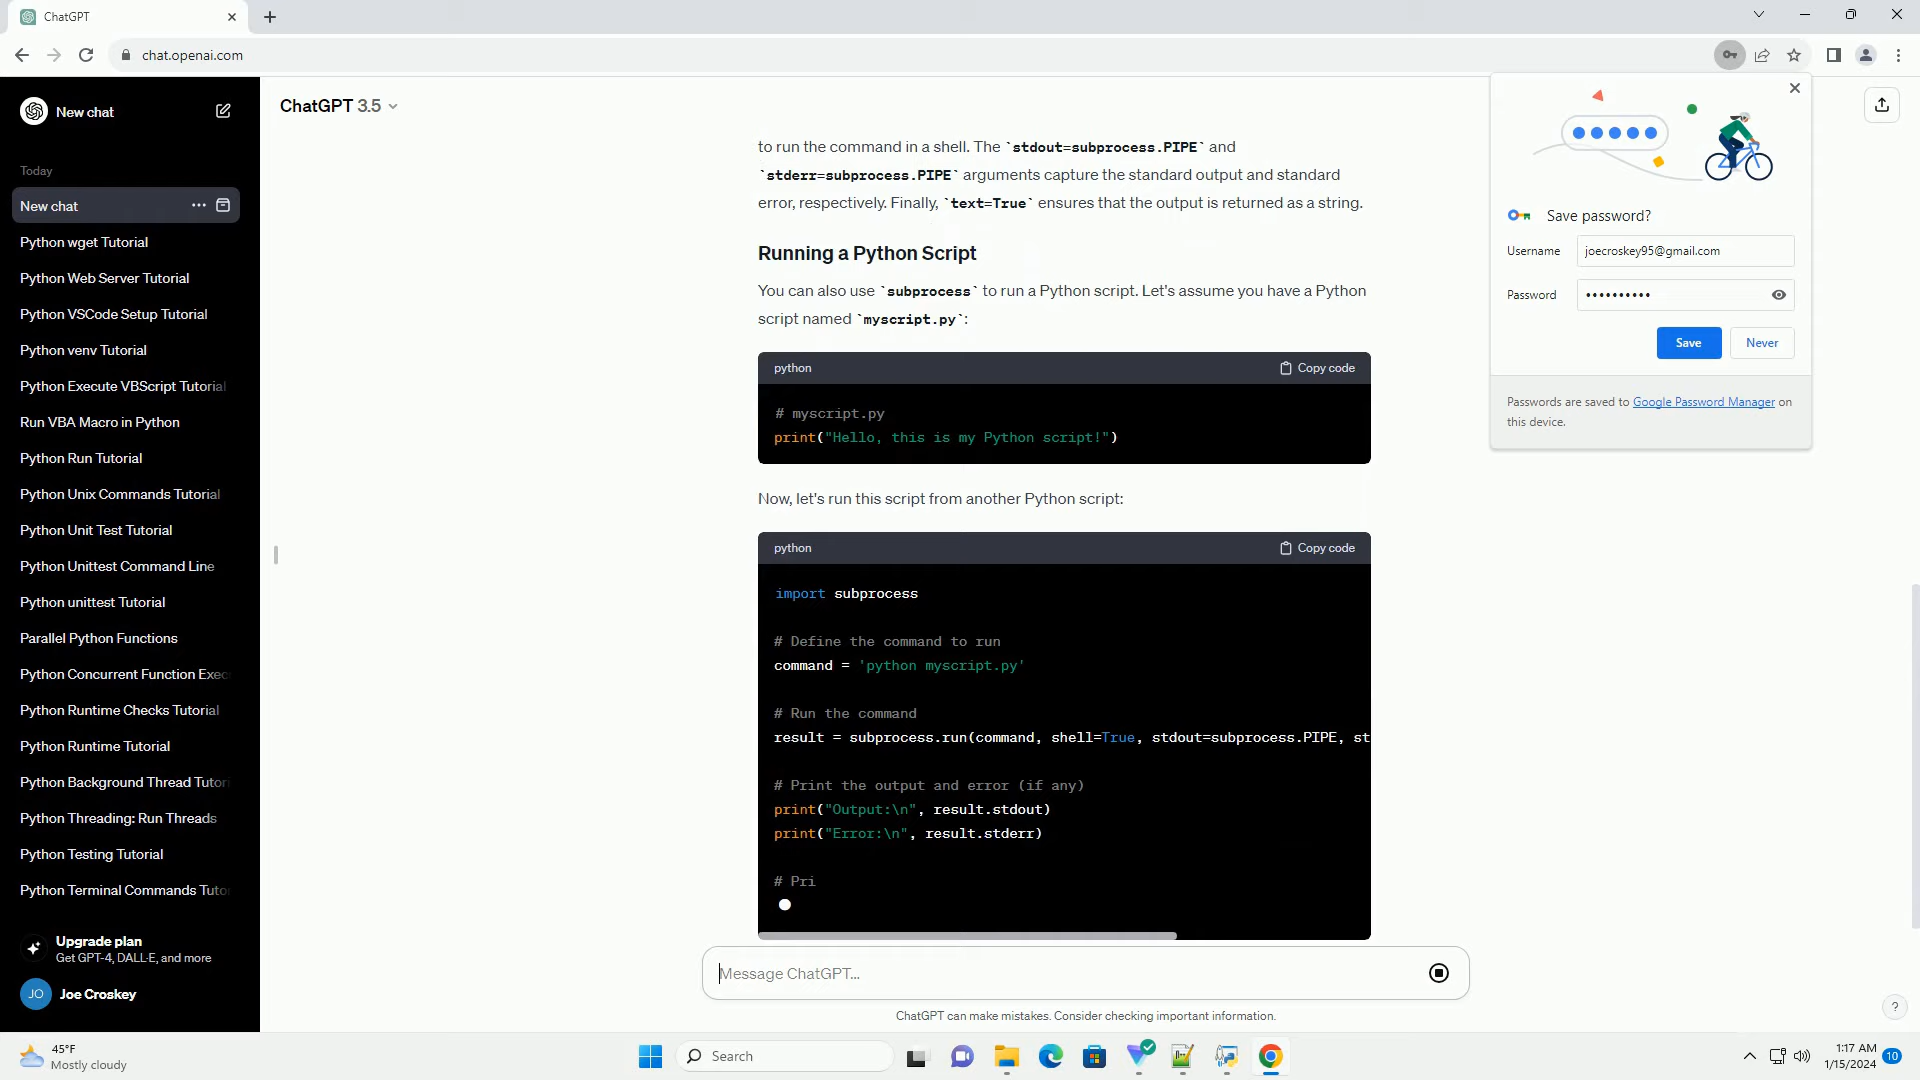 ChatGPT
chat.openai.com
New chat
Today
New chat
Python wget Tutorial
Python Web Server Tutorial
Python VSCode Setup Tutorial
Python venv Tutorial
Python Execute VBScript Tutorial
Run VBA Macro in Python
Python Run Tutorial
Python Unix Commands Tutorial
Python Unit Test Tutorial
Python Unittest Command Line
Python unittest Tutorial
Parallel Python Functions
Python Concurrent Function Exec
Python Runtime Checks Tutorial
Python Runtime Tutorial
Python Background Thread Tutori
Python Threading: Run Threads
Python Testing Tutorial
Python Terminal Commands Tuto
Upgrade plan
Get GPT-4, DALL·E, and more
JO Joe Croskey
ChatGPT 3.5
to run the command in a shell. The `stdout=subprocess.PIPE` and
`stderr=subprocess.PIPE` arguments capture the standard output and standard
error, respectively. Finally, `text=True` ensures that the output is returned as a string.
Running a Python Script
You can also use `subprocess` to run a Python script. Let's assume you have a Python
script named `myscript.py`:
python Copy code
# myscript.py
print("Hello, this is my Python script!")
Now, let's run this script from another Python script:
python Copy code
import subprocess
# Define the command to run
command = 'python myscript.py'
# Run the command
result = subprocess.run(command, shell=True, stdout=subprocess.PIPE, st
# Print the output and error (if any)
print("Output:\n", result.stdout)
print("Error:\n", result.stderr)
# Pri
Message ChatGPT...
ChatGPT can make mistakes. Consider checking important information.
?
Save password?
Username joecroskey95@gmail.com
Password ••••••••••
Save Never
Passwords are saved to Google Password Manager on
this device.
45°F
Mostly cloudy
Search
1:17 AM
1/15/2024
10